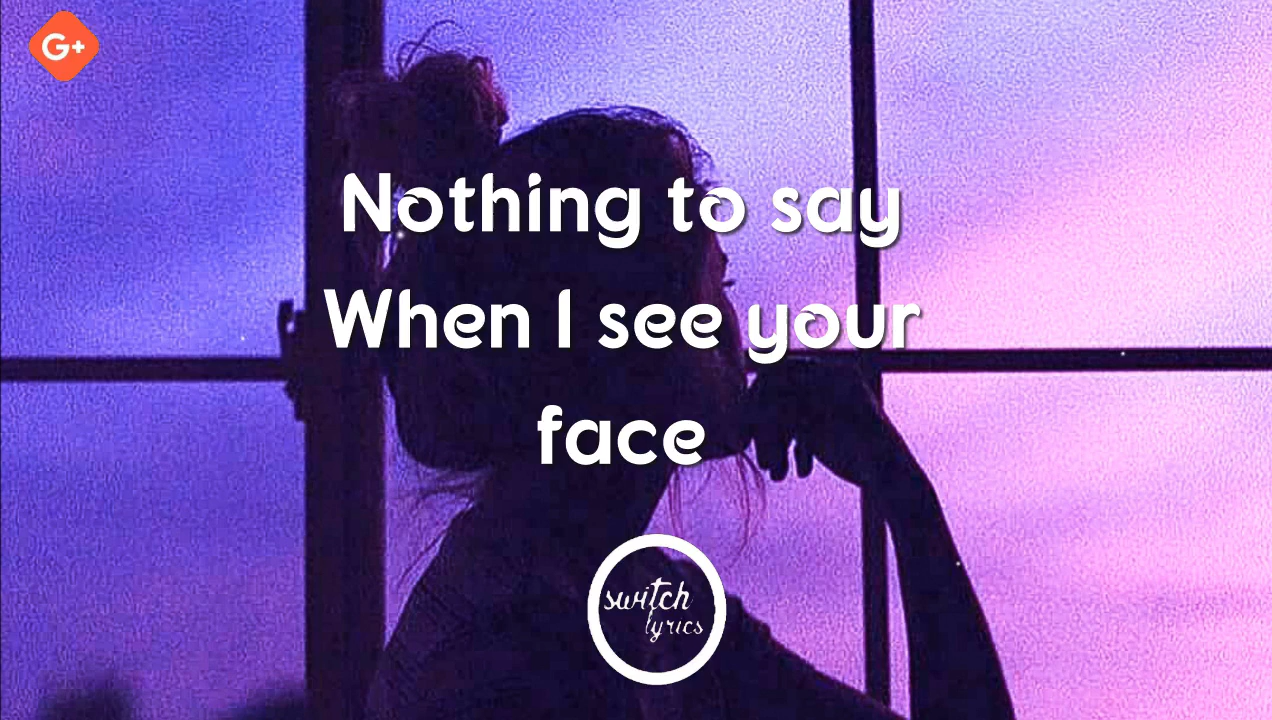 G+
Nothing to say
When I see your
face
switch
lyrics